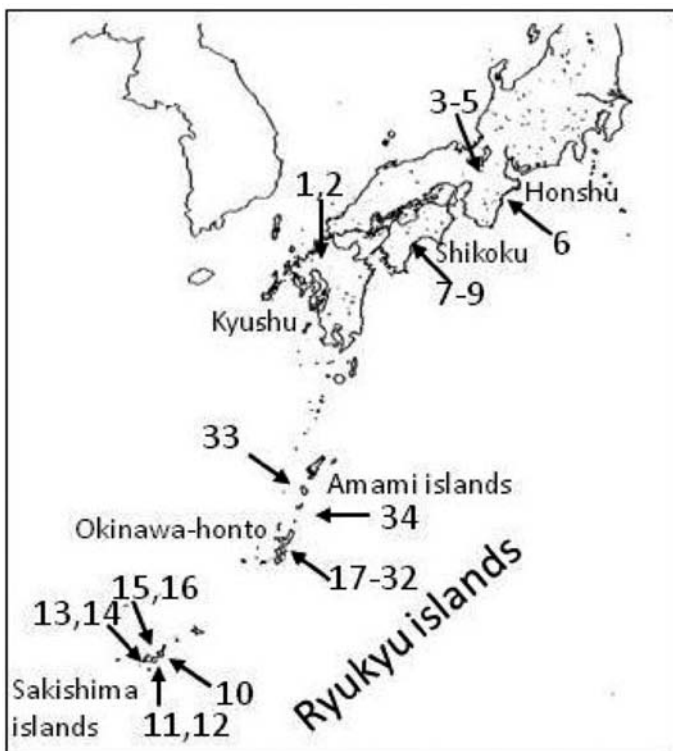 3-5
1,2
Honshu
6
Shikoku
7-9
Kyushu
33
Amami islands
34
Okinawa-honto
17-32
Ryukyu islands
15,16
13,14
10
Sakishima
islands
11,12